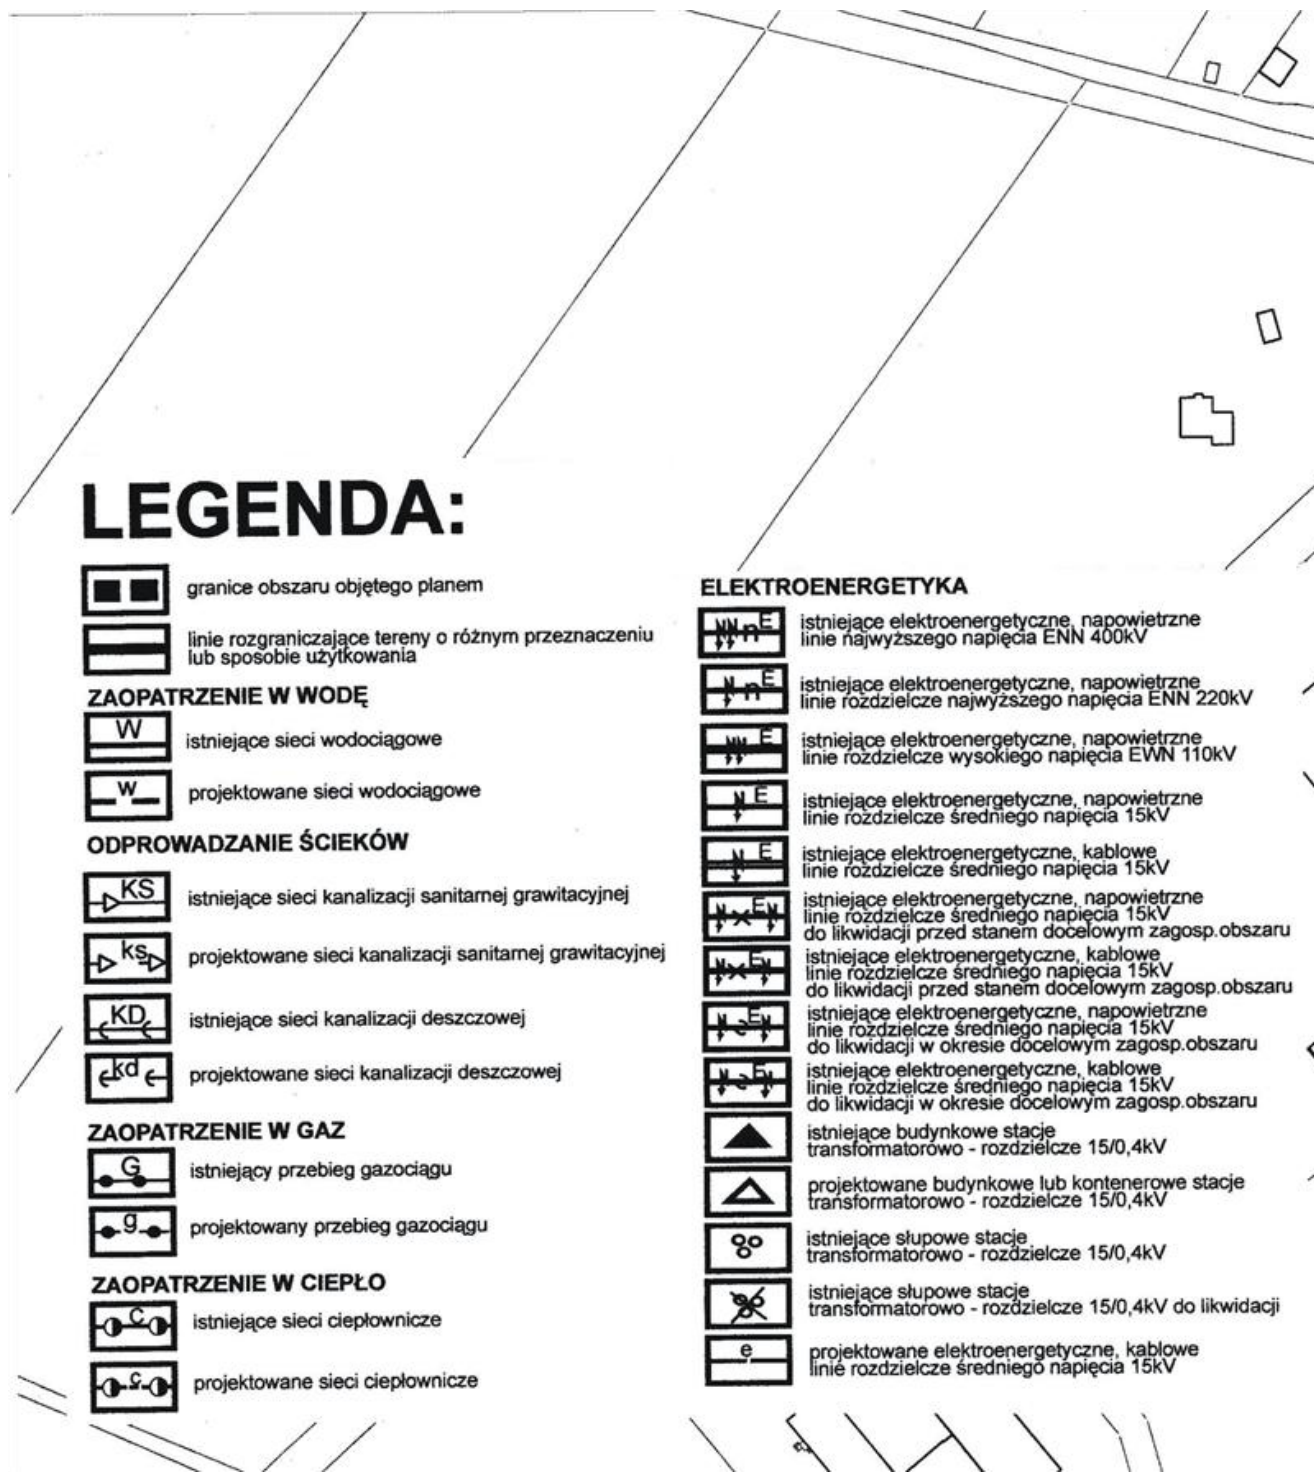 LEGENDA:
granice obszaru objętego planem
linie rozgraniczające tereny o różnym przeznaczeniu
lub sposobie użytkowania
ZAOPATRZENIE W WODĘ
W
istniejące sieci wodociągowe
w
projektowane sieci wodociągowe
ODPROWADZANIE ŚCIEKÓW
KS
istniejące sieci kanalizacji sanitarnej grawitacyjnej
ks
projektowane sieci kanalizacji sanitarnej grawitacyjnej
KD
istniejące sieci kanalizacji deszczowej
kd
projektowane sieci kanalizacji deszczowej
ZAOPATRZENIE W GAZ
G
istniejący przebieg gazociągu
g
projektowany przebieg gazociągu
ZAOPATRZENIE W CIEPŁO
C
istniejące sieci ciepłownicze
c
projektowane sieci ciepłownicze
ELEKTROENERGETYKA
n E
istniejące elektroenergetyczne, napowietrzne
linie najwyższego napięcia ENN 400kV
n E
istniejące elektroenergetyczne, napowietrzne
linie rozdzielcze najwyższego napięcia ENN 220kV
E
istniejące elektroenergetyczne, napowietrzne
linie rozdzielcze wysokiego napięcia EWN 110kV
E
istniejące elektroenergetyczne, napowietrzne
linie rozdzielcze średniego napięcia 15kV
E
istniejące elektroenergetyczne, kablowe
linie rozdzielcze średniego napięcia 15kV
E
istniejące elektroenergetyczne, napowietrzne
linie rozdzielcze średniego napięcia 15kV
do likwidacji przed stanem docelowym zagosp.obszaru
E
istniejące elektroenergetyczne, kablowe
linie rozdzielcze średniego napięcia 15kV
do likwidacji przed stanem docelowym zagosp.obszaru
E
istniejące elektroenergetyczne, napowietrzne
linie rozdzielcze średniego napięcia 15kV
do likwidacji w okresie docelowym zagosp.obszaru
E
istniejące elektroenergetyczne, kablowe
linie rozdzielcze średniego napięcia 15kV
do likwidacji w okresie docelowym zagosp.obszaru
istniejące budynkowe stacje
transformatorowo - rozdzielcze 15/0,4kV
projektowane budynkowe lub kontenerowe stacje
transformatorowo - rozdzielcze 15/0,4kV
istniejące słupowe stacje
transformatorowo - rozdzielcze 15/0,4kV
istniejące słupowe stacje
transformatorowo - rozdzielcze 15/0,4kV do likwidacji
e
projektowane elektroenergetyczne, kablowe
linie rozdzielcze średniego napięcia 15kV